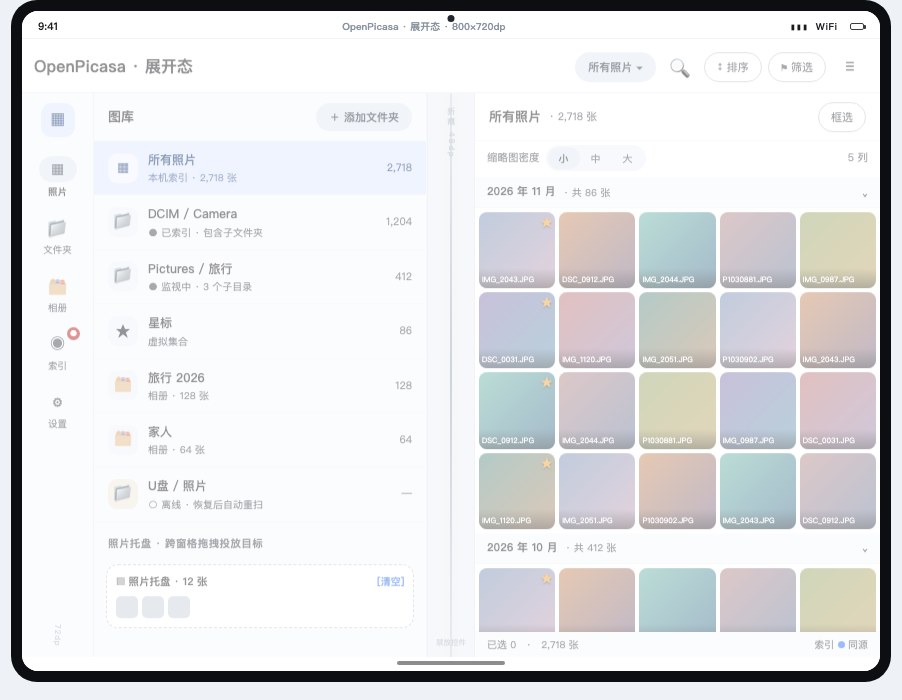 9:41
OpenPicasa · 展开态 · 800×720dp
WiFi
OpenPicasa · 展开态
所有照片
排序
筛选
图库
+ 添加文件夹
所有照片 · 2,718 张
框选
所有照片
2,718
本机索引 · 2,718 张
缩略图密度
小
中
大
5 列
照片
2026 年 11 月 · 共 86 张
DCIM / Camera
1,204
已索引 · 包含子文件夹
文件夹
Pictures / 旅行
412
监视中 · 3 个子目录
IMG_2043.JPG
DSC_0912.JPG
IMG_2044.JPG
P1030881.JPG
IMG_0987.JPG
相册
星标
86
虚拟集合
索引
DSC_0031.JPG
IMG_1120.JPG
IMG_2051.JPG
P1030902.JPG
IMG_2043.JPG
旅行 2026
128
相册 · 128 张
设置
家人
64
相册 · 64 张
DSC_0912.JPG
IMG_2044.JPG
P1030881.JPG
IMG_0987.JPG
DSC_0031.JPG
U盘 / 照片
—
离线 · 恢复后自动重扫
IMG_1120.JPG
IMG_2051.JPG
P1030902.JPG
IMG_2043.JPG
DSC_0912.JPG
照片托盘 · 跨窗格拖拽投放目标
2026 年 10 月 · 共 412 张
照片托盘 · 12 张
[清空]
72dp
已选 0 · 2,718 张
索引
同源